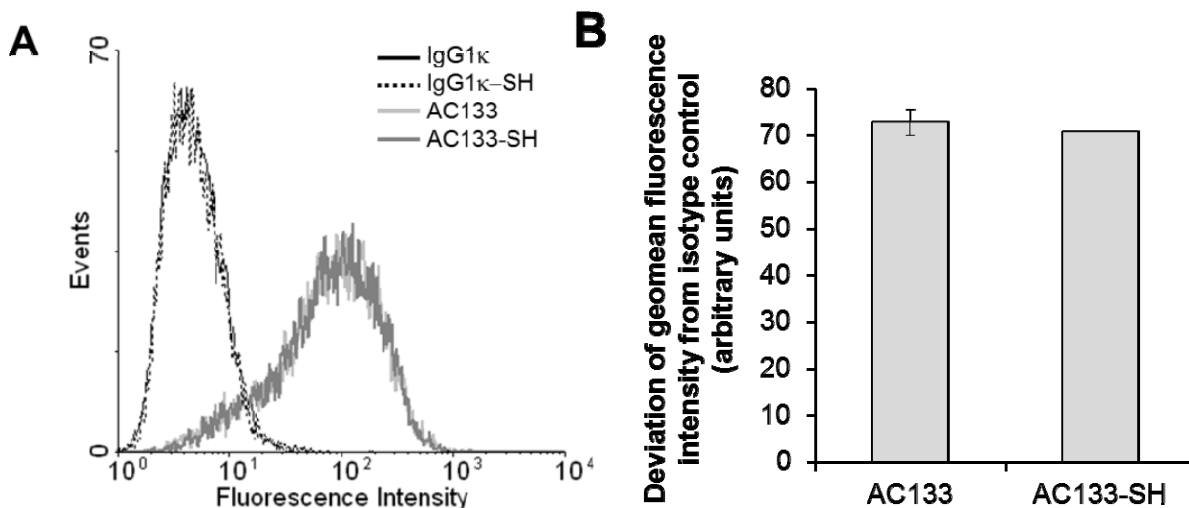 A
70
IgG1κ
IgG1κ–SH
AC133
AC133-SH
Events
0
10⁰ 10¹ 10² 10³ 10⁴
Fluorescence Intensity
B
Deviation of geomean fluorescence
intensity from isotype control
(arbitrary units)
80
70
60
50
40
30
20
10
0
AC133 AC133-SH